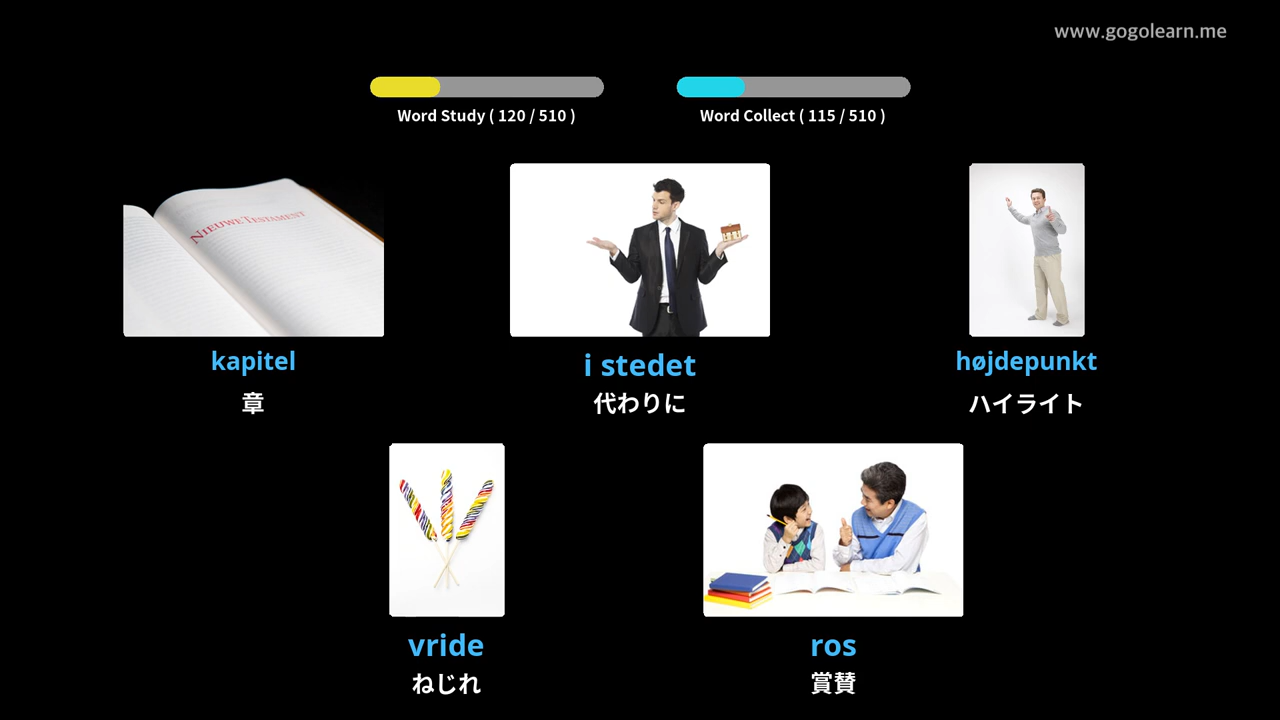 www.gogolearn.me
Word Study ( 120 / 510 )
Word Collect ( 115 / 510 )
NIEUWE TESTAMENT
kapitel
章
i stedet
代わりに
højdepunkt
ハイライト
vride
ねじれ
ros
賞賛